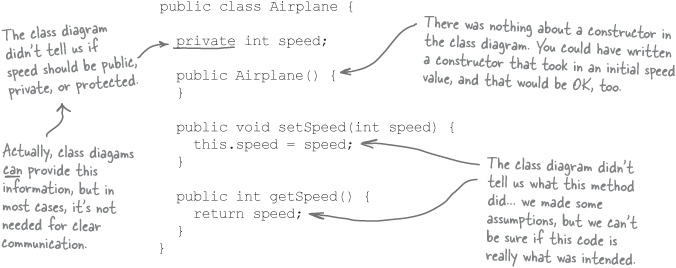 The class diagram
didn't tell us if
speed should be public,
private, or protected.
Actually, class diagams
can provide this
information, but in
most cases, it's not
needed for clear
communication.
public class Airplane {
private int speed;
public Airplane() {
}
public void setSpeed(int speed) {
this.speed = speed;
}
public int getSpeed() {
return speed;
}
}
There was nothing about a constructor in
the class diagram. You could have written
a constructor that took in an initial speed
value, and that would be OK, too.
The class diagram didn't
tell us what this method
did... we made some
assumptions, but we can't
be sure if this code is
really what was intended.